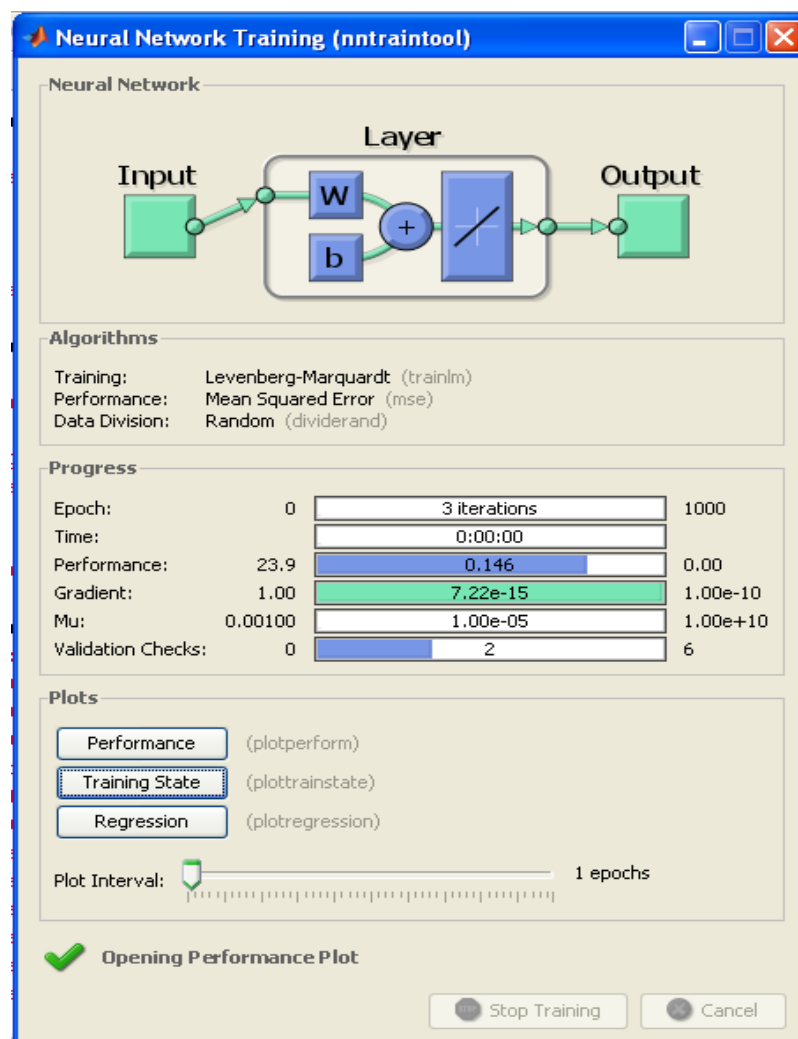 Neural Network Training (nntraintool)
Neural Network
Layer
Input
Output
W
+
b
Algorithms
Training: Levenberg-Marquardt (trainlm)
Performance: Mean Squared Error (mse)
Data Division: Random (dividerand)
Progress
Epoch: 0 3 iterations 1000
Time: 0:00:00
Performance: 23.9 0.146 0.00
Gradient: 1.00 7.22e-15 1.00e-10
Mu: 0.00100 1.00e-05 1.00e+10
Validation Checks: 0 2 6
Plots
Performance (plotperform)
Training State (plottrainstate)
Regression (plotregression)
Plot Interval: 1 epochs
Opening Performance Plot
Stop Training Cancel